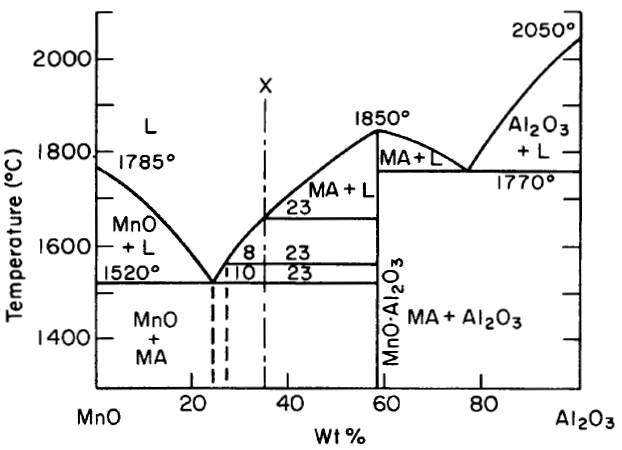 2050°
2000
X
1850°
L
Al₂O₃
+ L
1800
1785°
MA + L
MA+L
1770°
23
MnO
+ L
1600
8 23
1520°
10 23
MnO
+
MA
MnO·Al₂O₃
MA + Al₂O₃
1400
Temperature (°C)
20 40 60 80
MnO
Al₂O₃
Wt %